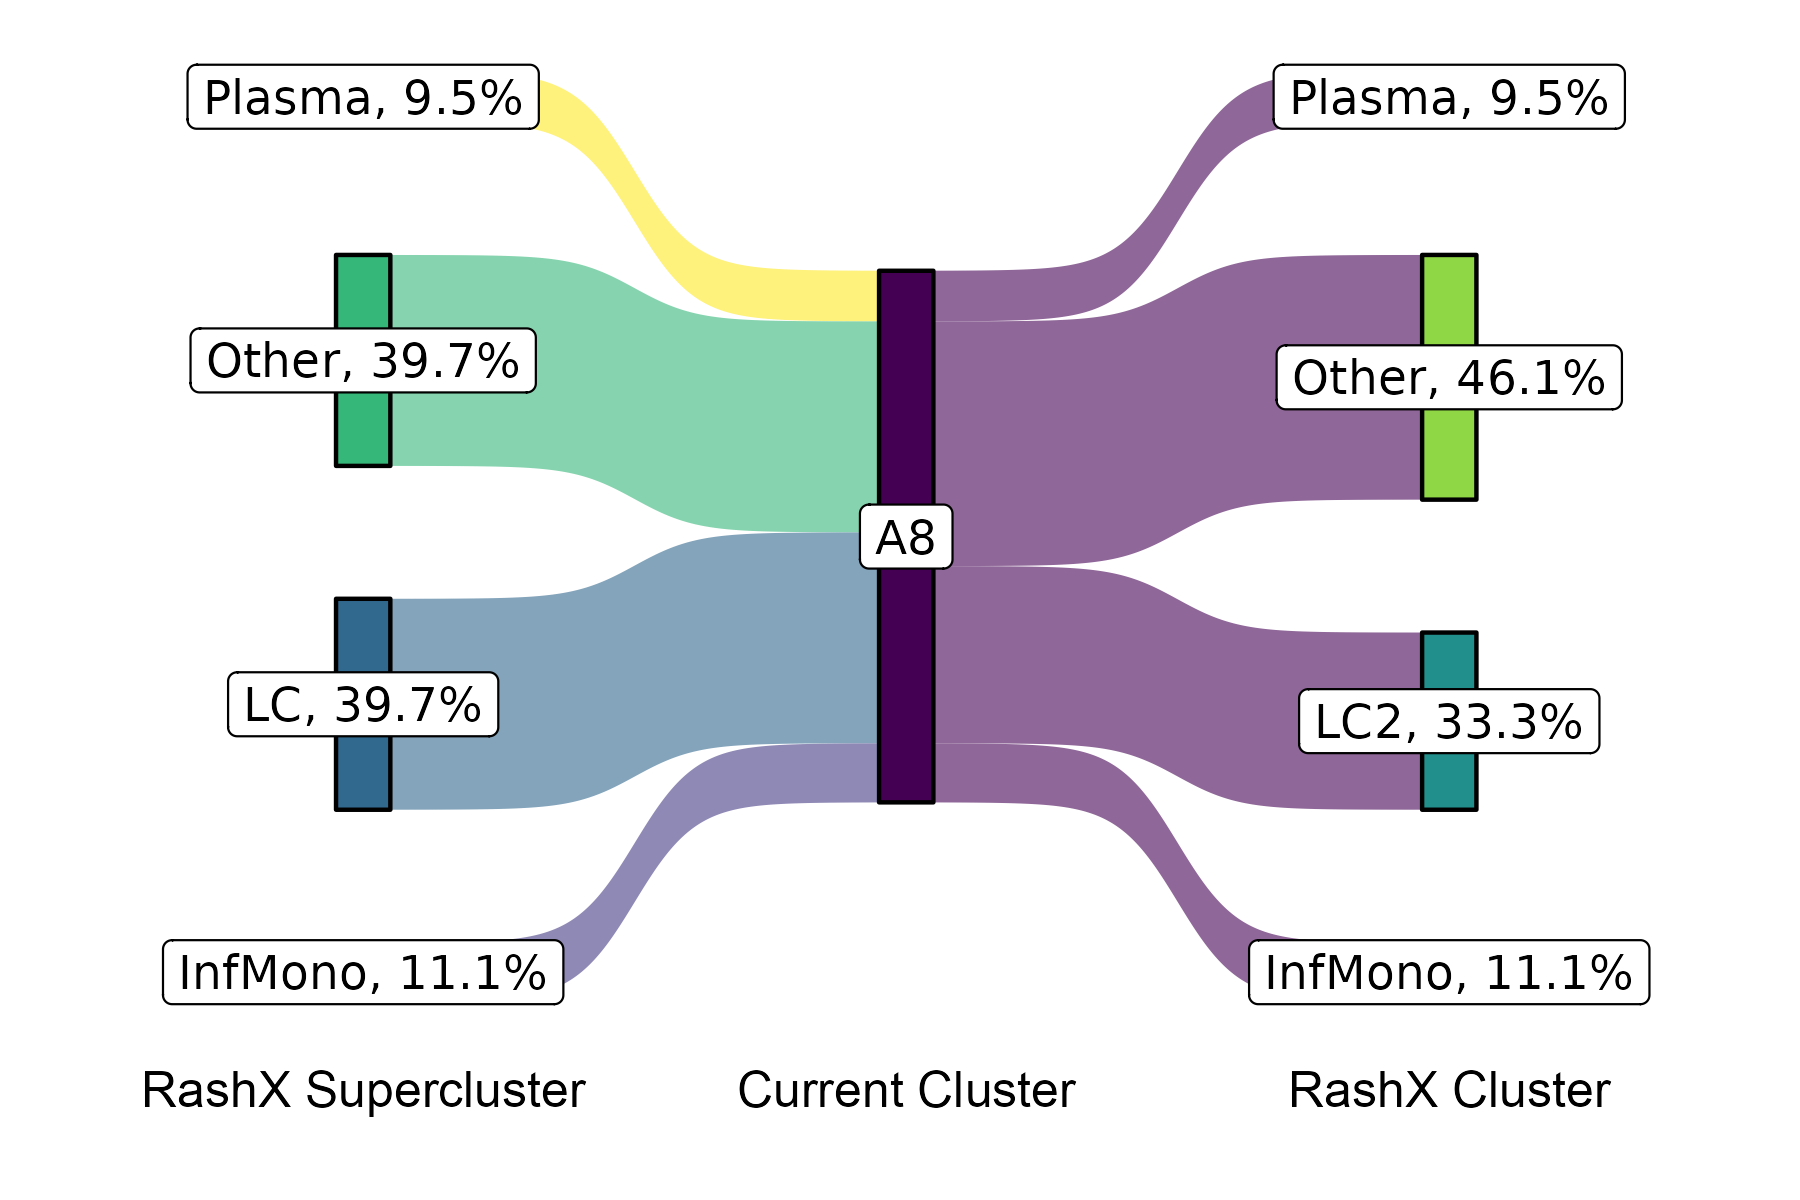 Plasma, 9.5%
Other, 39.7%
LC, 39.7%
InfMono, 11.1%
RashX Supercluster
A8
Current Cluster
Plasma, 9.5%
Other, 46.1%
LC2, 33.3%
InfMono, 11.1%
RashX Cluster